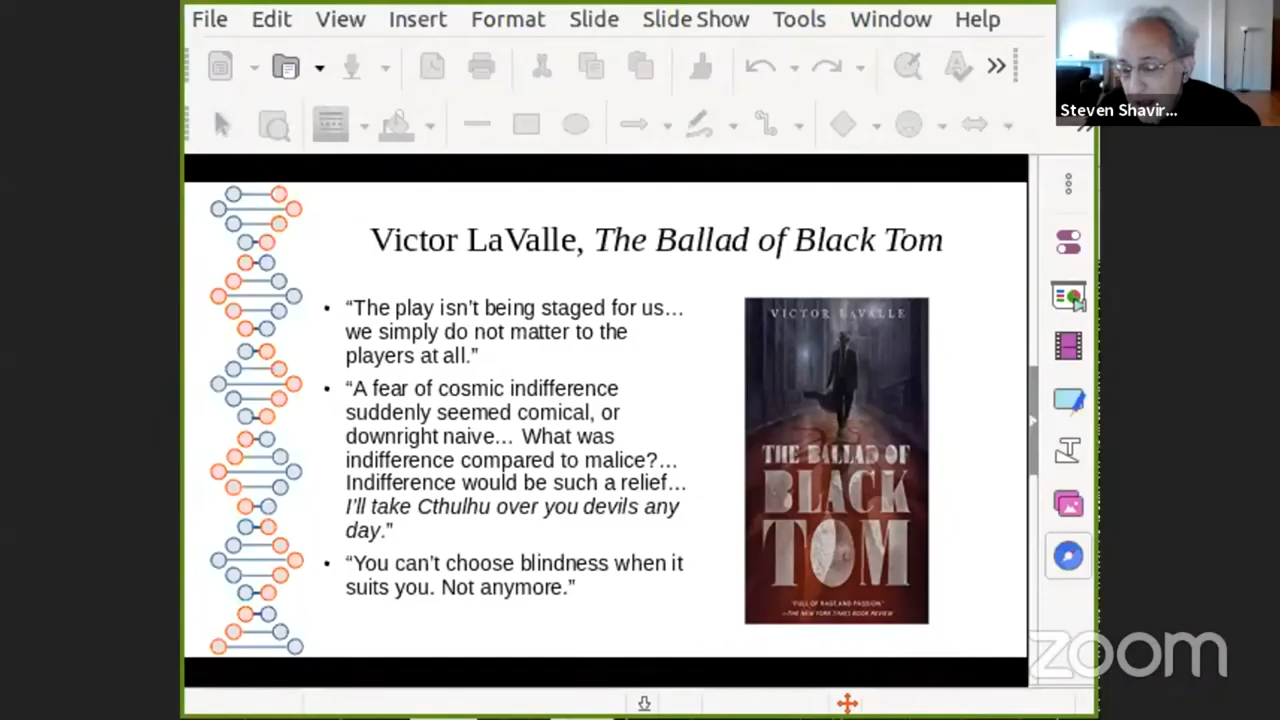 File Edit View Insert Format Slide Slide Show Tools Window Help
Steven Shavir...
Victor LaValle, The Ballad of Black Tom
• “The play isn’t being staged for us…
we simply do not matter to the
players at all.”
• “A fear of cosmic indifference
suddenly seemed comical, or
downright naive… What was
indifference compared to malice?…
Indifference would be such a relief…
I’ll take Cthulhu over you devils any
day.”
• “You can’t choose blindness when it
suits you. Not anymore.”
VICTOR LAVALLE
THE BALLAD OF
BLACK
TOM
“FULL OF RAGE AND PASSION.”
—THE NEW YORK TIMES BOOK REVIEW
zoom